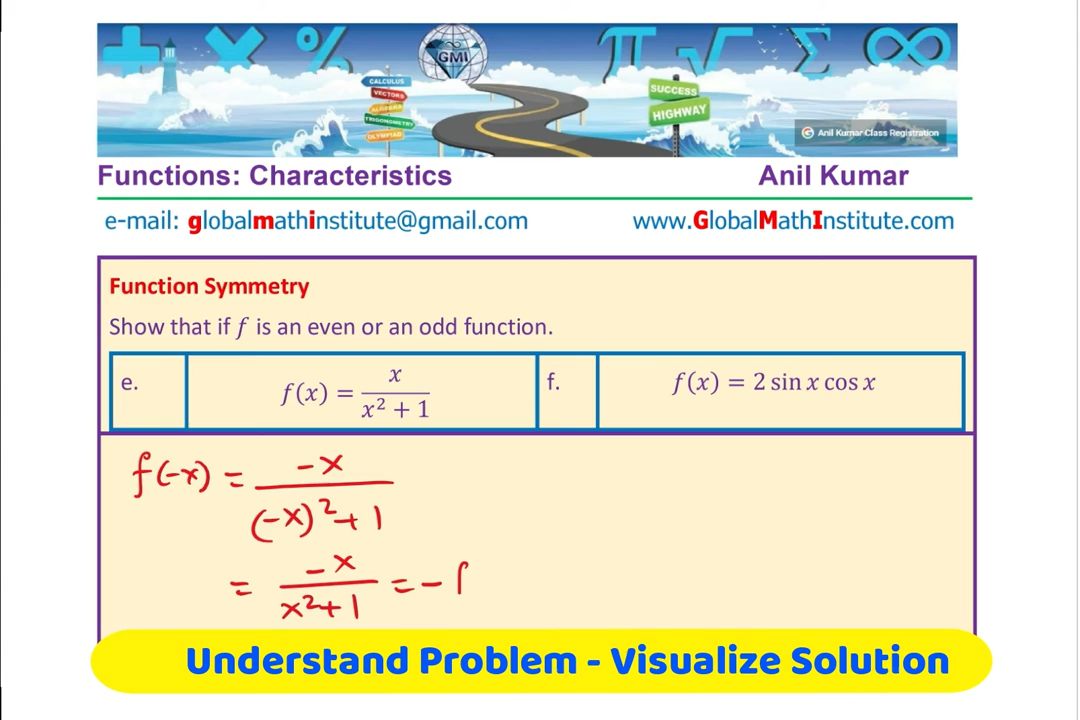 GMI
CALCULUS
VECTORS
ALGEBRA
TRIGONOMETRY
OLYMPIAD
SUCCESS
HIGHWAY
Anil Kumar Class Registration
Functions: Characteristics Anil Kumar
e-mail: globalmathinstitute@gmail.com www.GlobalMathInstitute.com
Function Symmetry
Show that if f is an even or an odd function.
e. f(x) = x / (x² + 1) f. f(x) = 2 sin x cos x
f(-x) = -x / ((-x)² + 1)
= -x / (x² + 1) = - f
Understand Problem - Visualize Solution